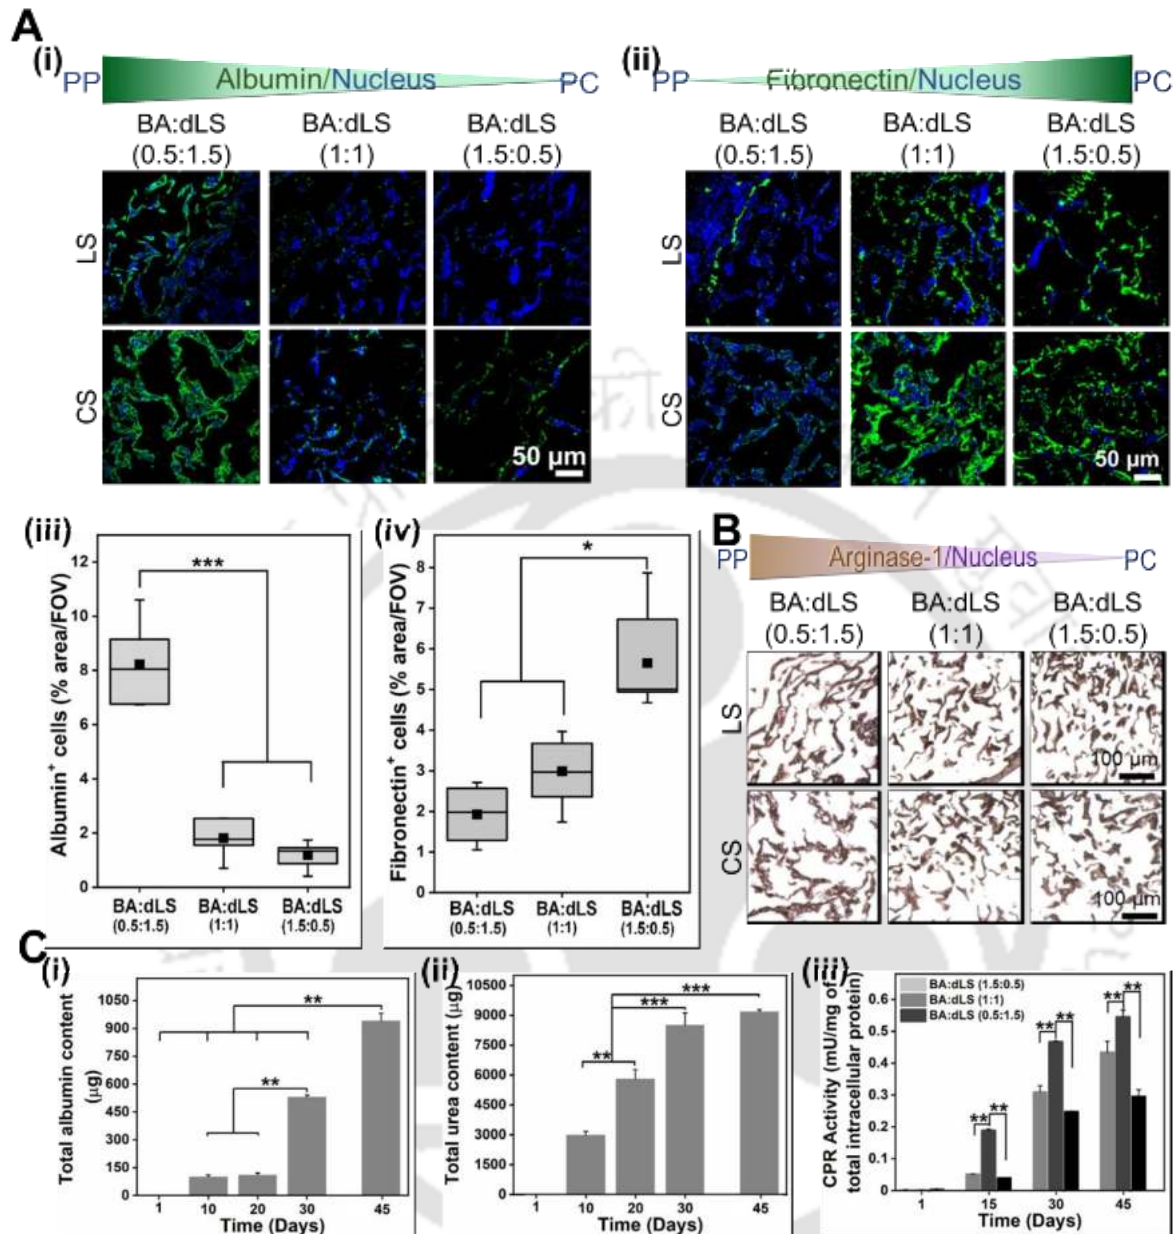 A
(i)
PP Albumin/Nucleus PC
BA:dLS (0.5:1.5)
BA:dLS (1:1)
BA:dLS (1.5:0.5)
LS
CS
50 µm
(ii)
PP Fibronectin/Nucleus PC
BA:dLS (0.5:1.5)
BA:dLS (1:1)
BA:dLS (1.5:0.5)
LS
CS
50 µm
(iii)
Albumin⁺ cells (% area/FOV)
12
10
8
6
4
2
0
***
BA:dLS (0.5:1.5)
BA:dLS (1:1)
BA:dLS (1.5:0.5)
(iv)
Fibronectin⁺ cells (% area/FOV)
8
7
6
5
4
3
2
1
0
*
BA:dLS (0.5:1.5)
BA:dLS (1:1)
BA:dLS (1.5:0.5)
B
PP Arginase-1/Nucleus PC
BA:dLS (0.5:1.5)
BA:dLS (1:1)
BA:dLS (1.5:0.5)
LS
100 µm
CS
100 µm
C
(i)
Total albumin content (µg)
1050
900
750
600
450
300
150
0
**
**
1 10 20 30 45
Time (Days)
(ii)
Total urea content (µg)
9000
7500
6000
4500
3000
1500
0
***
***
**
1 10 20 30 45
Time (Days)
(iii)
CPR Activity (mU/mg of total intracellular protein)
0.6
0.5
0.4
0.3
0.2
0.1
0
BA:dLS (1.5:0.5)
BA:dLS (1:1)
BA:dLS (0.5:1.5)
** **
** **
** **
1 15 30 45
Time (Days)